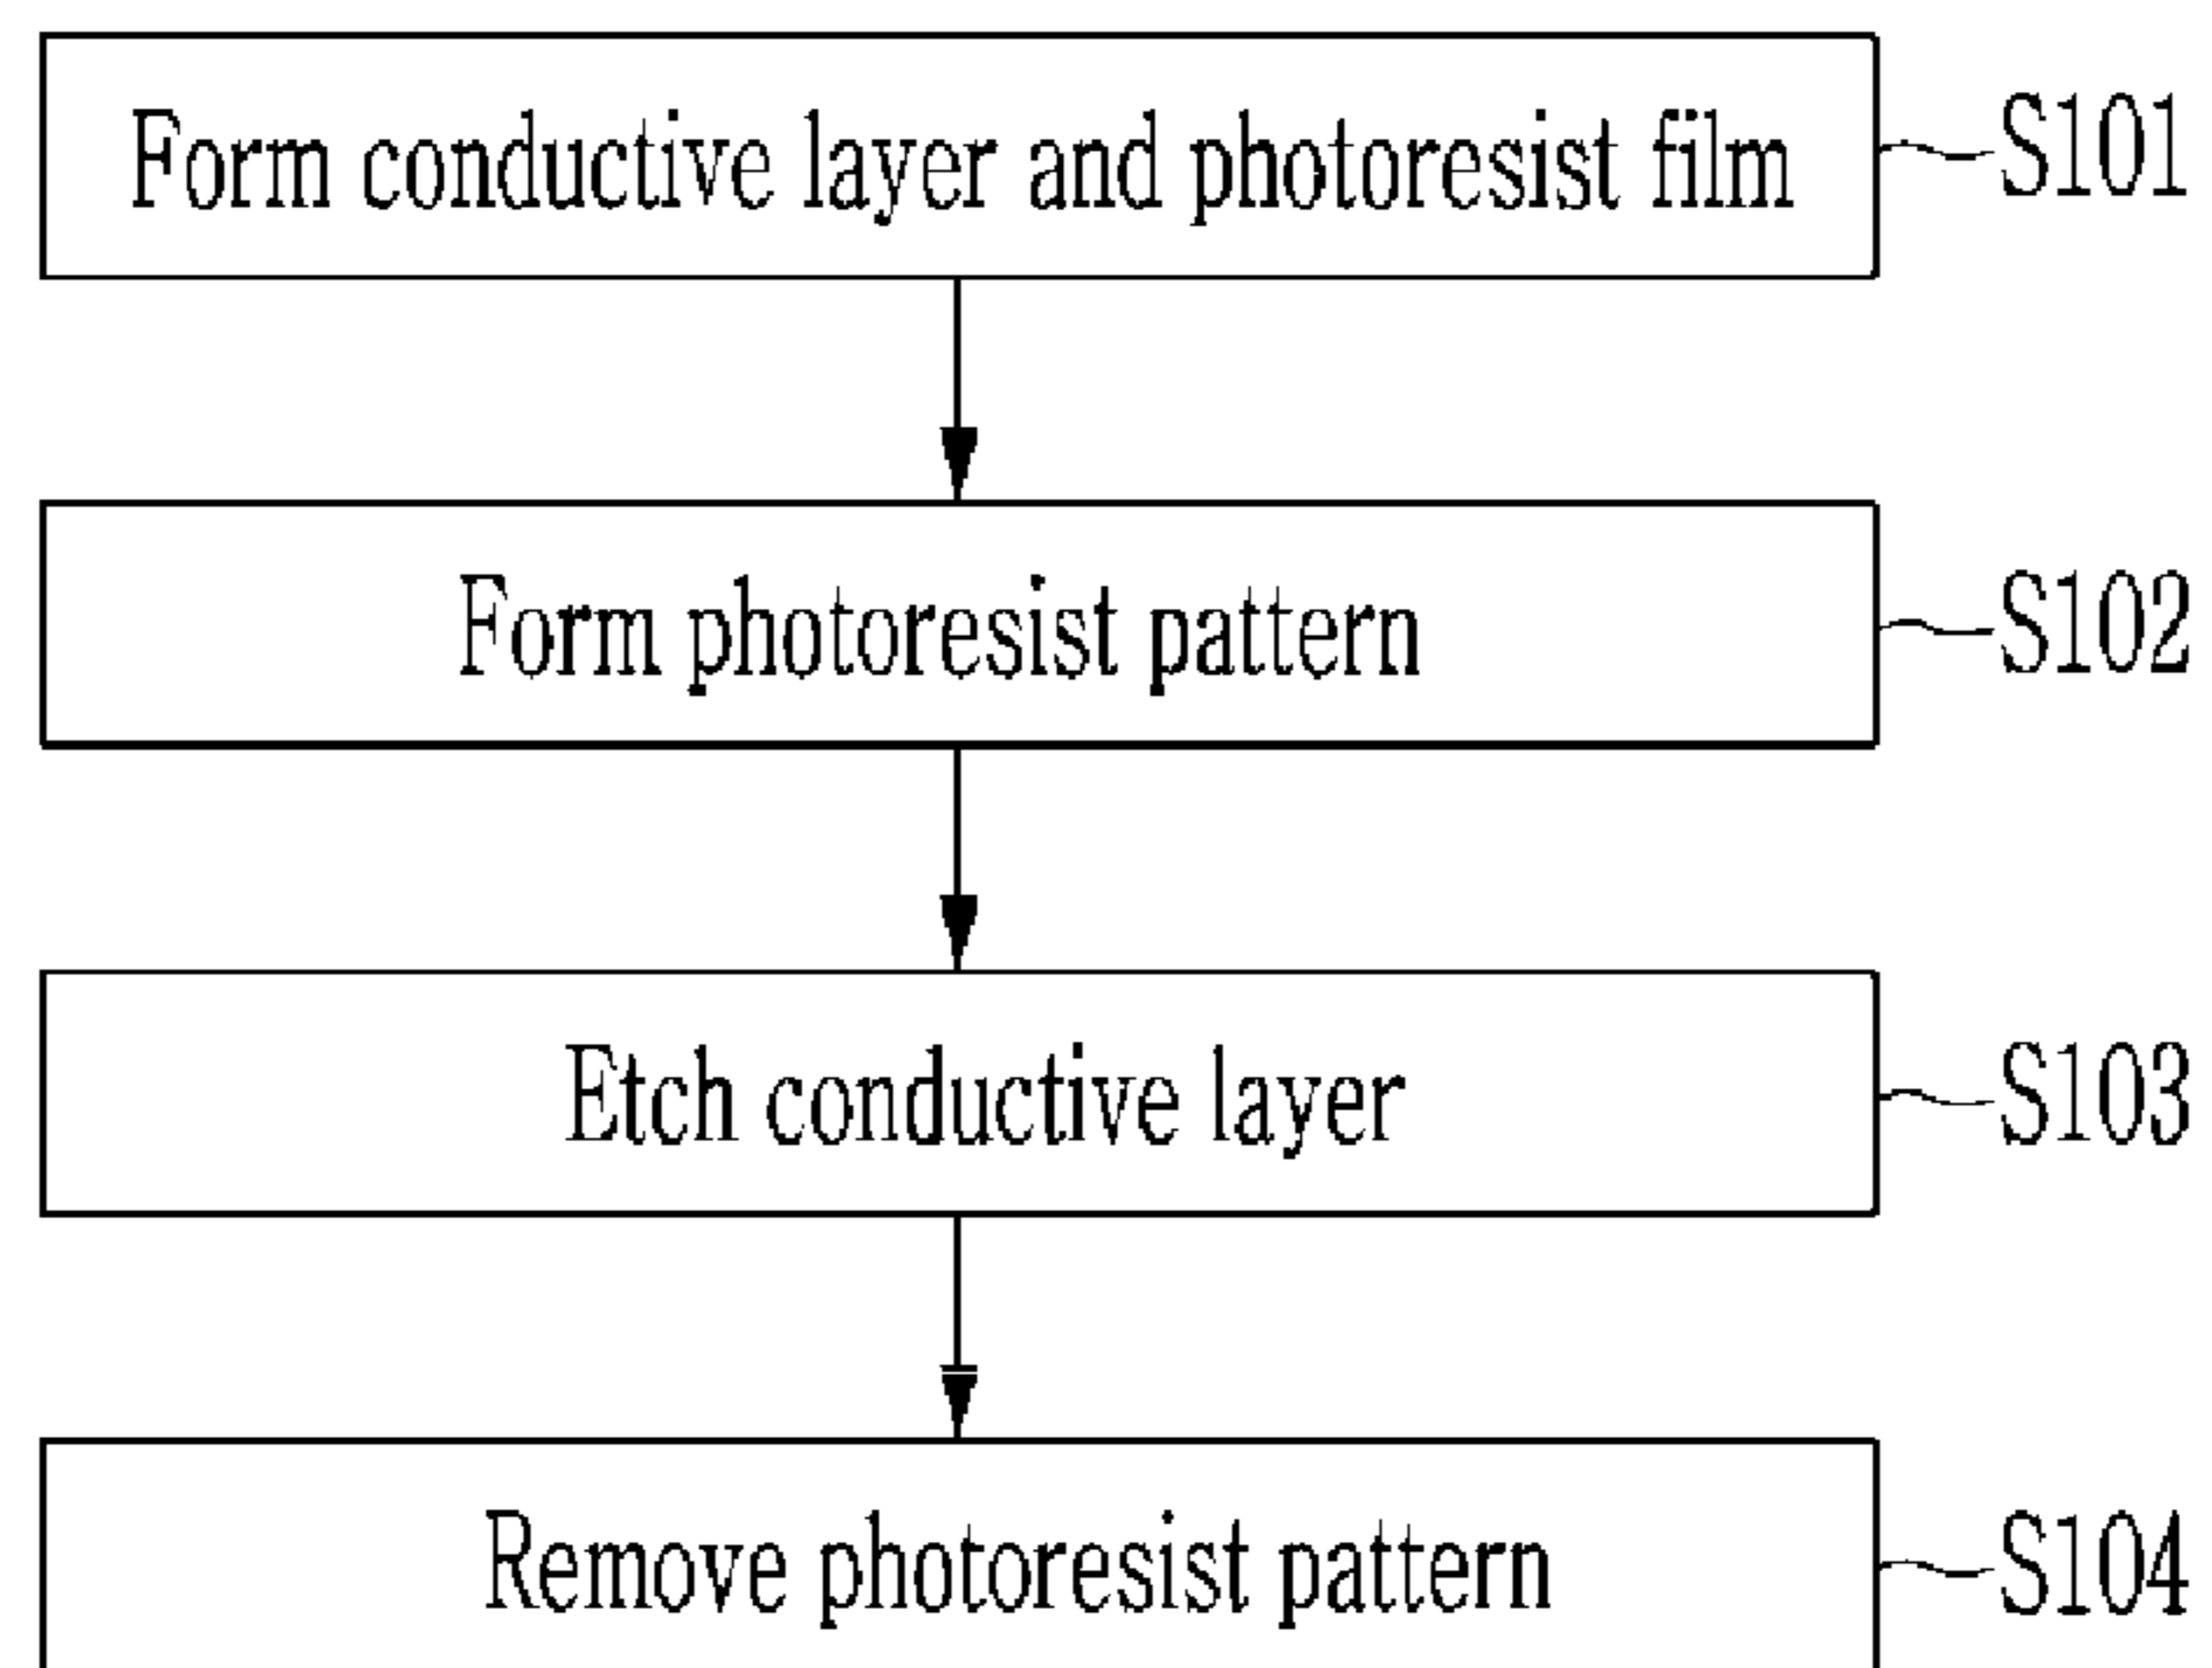 Form conductive layer and photoresist film S101
Form photoresist pattern S102
Etch conductive layer S103
Remove photoresist pattern S104